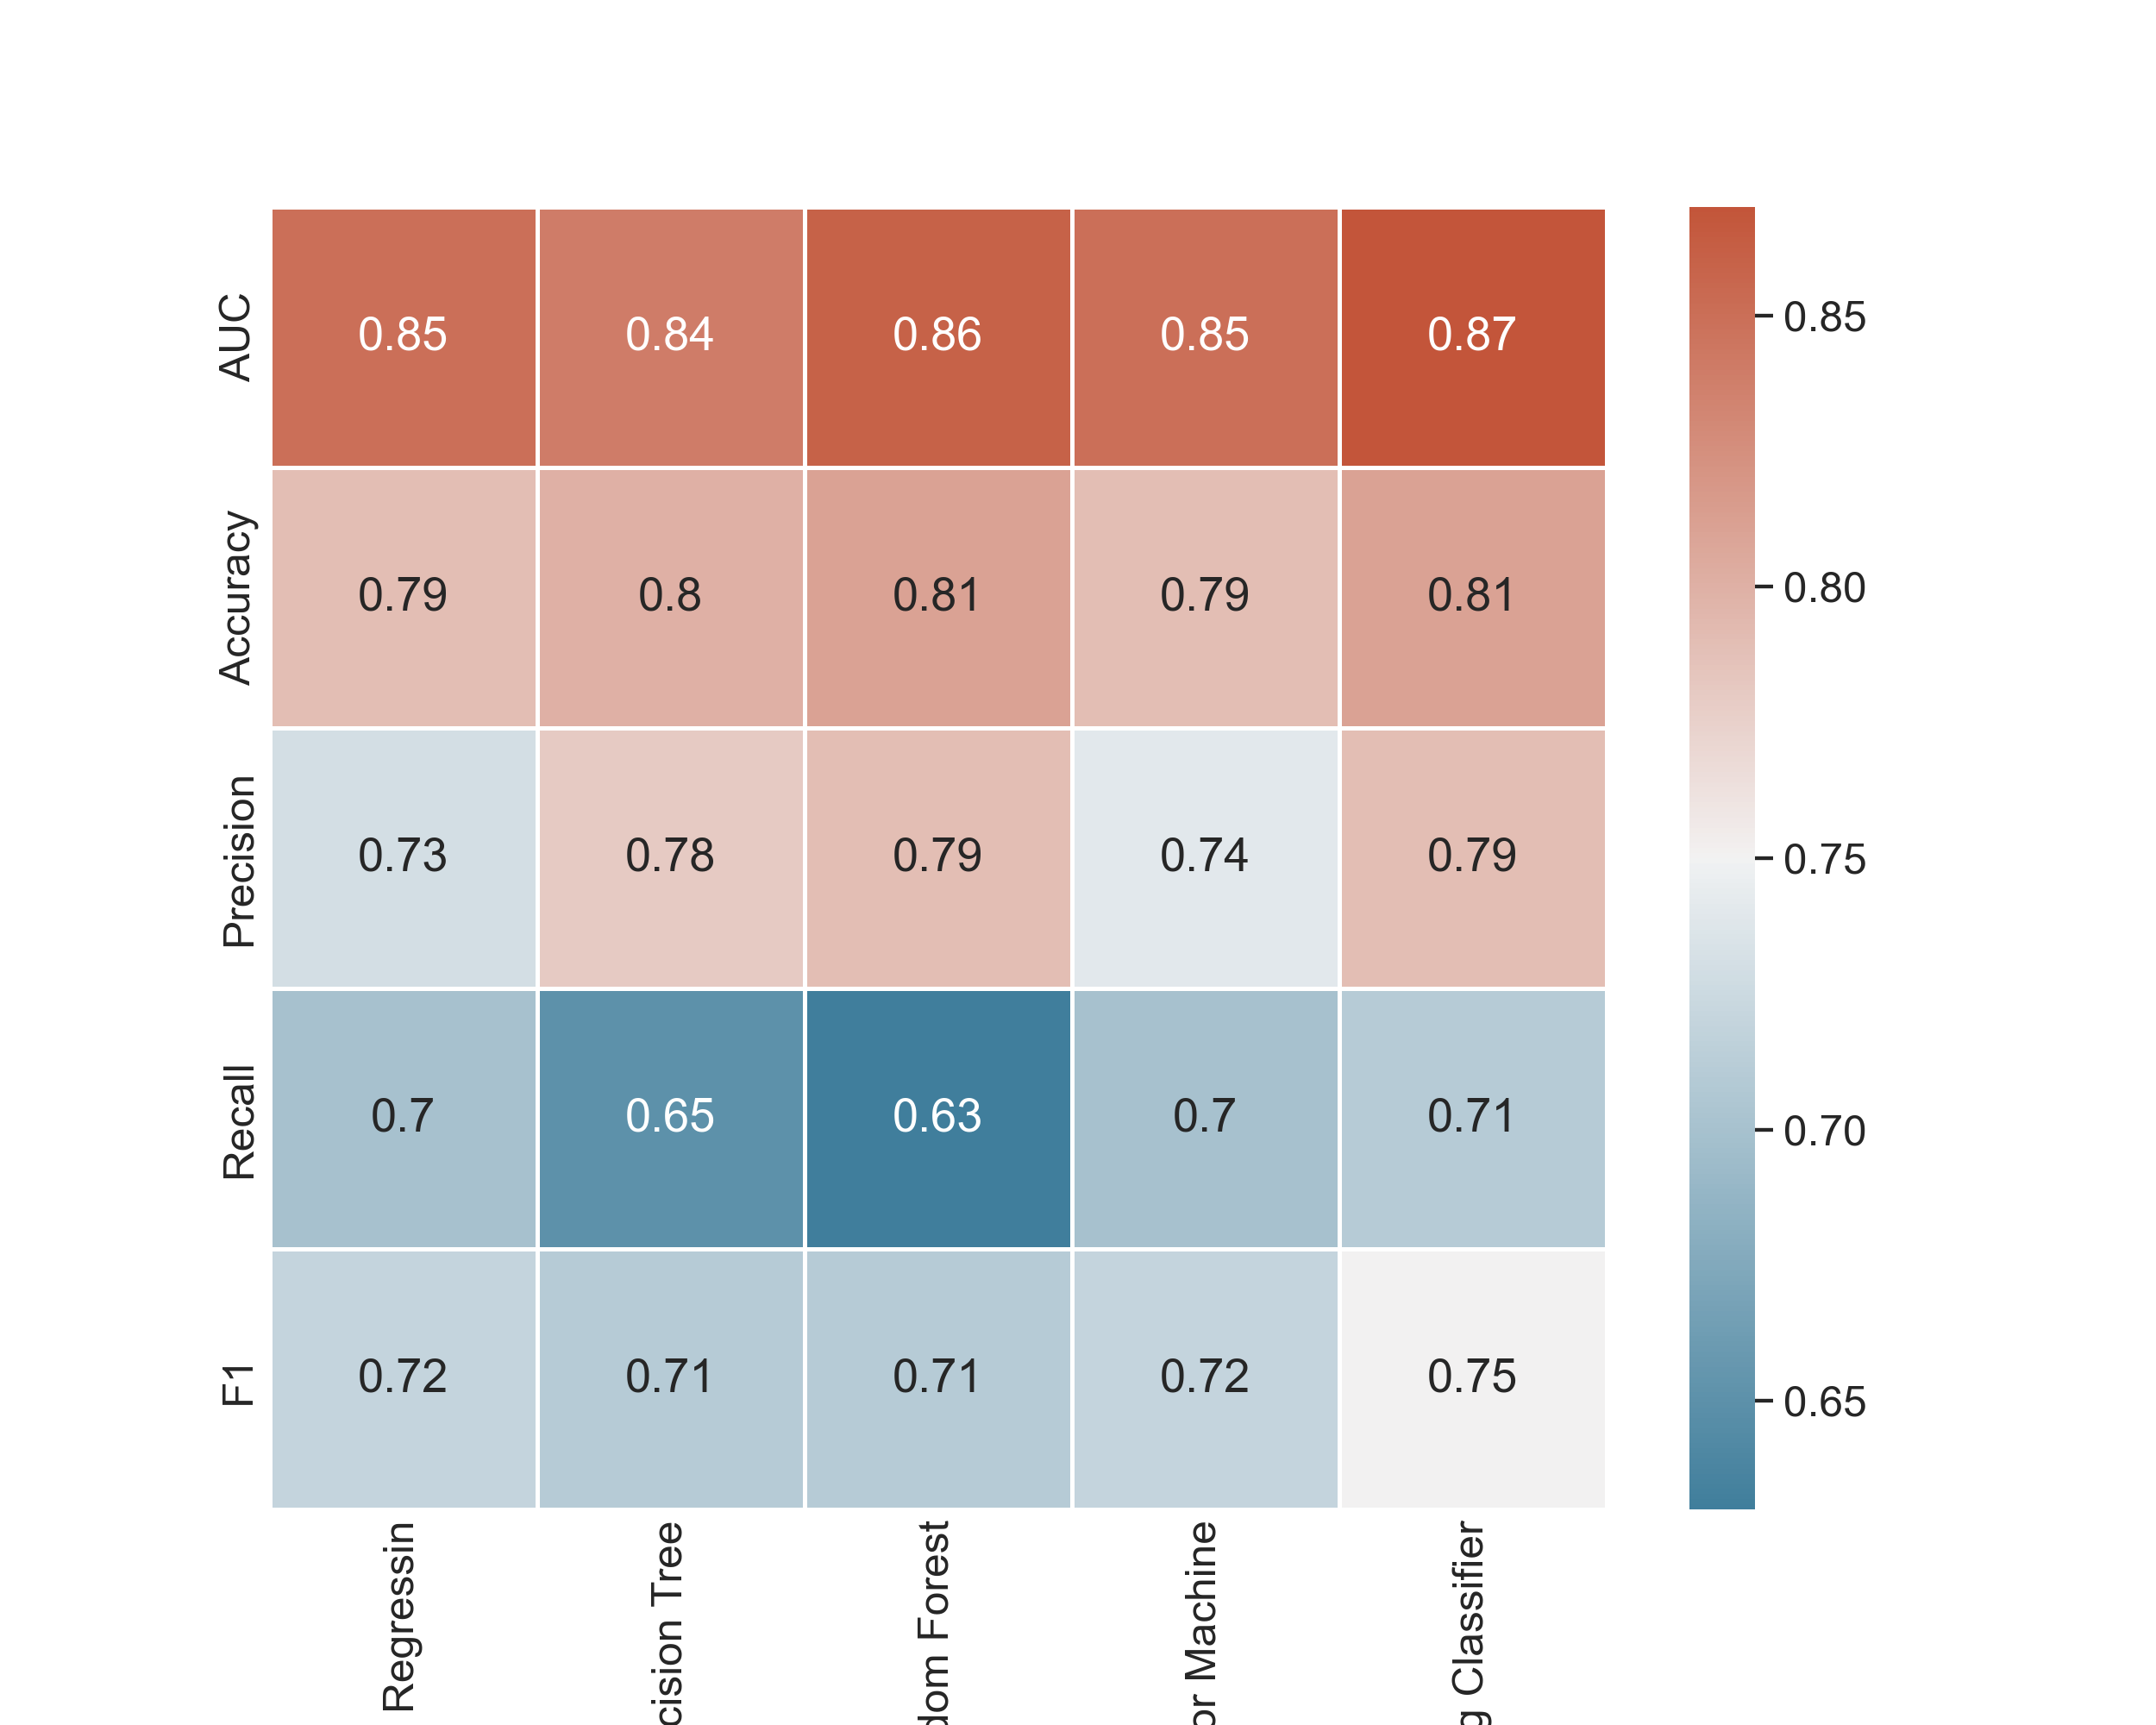 AUC 0.85 0.84 0.86 0.85 0.87
Accuracy 0.79 0.8 0.81 0.79 0.81
Precision 0.73 0.78 0.79 0.74 0.79
Recall 0.7 0.65 0.63 0.7 0.71
F1 0.72 0.71 0.71 0.72 0.75
Regressin
cision Tree
dom Forest
or Machine
g Classifier
0.85
0.80
0.75
0.70
0.65